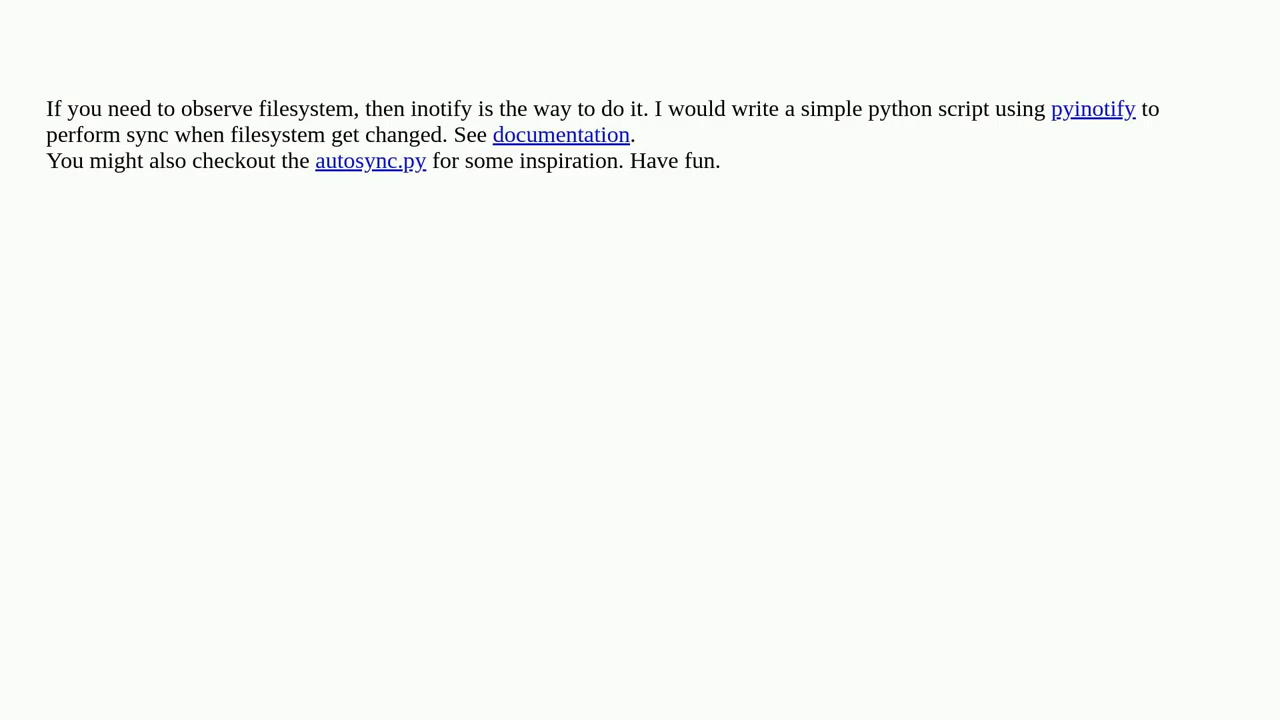 If you need to observe filesystem, then inotify is the way to do it. I would write a simple python script using pyinotify to
perform sync when filesystem get changed. See documentation.
You might also checkout the autosync.py for some inspiration. Have fun.